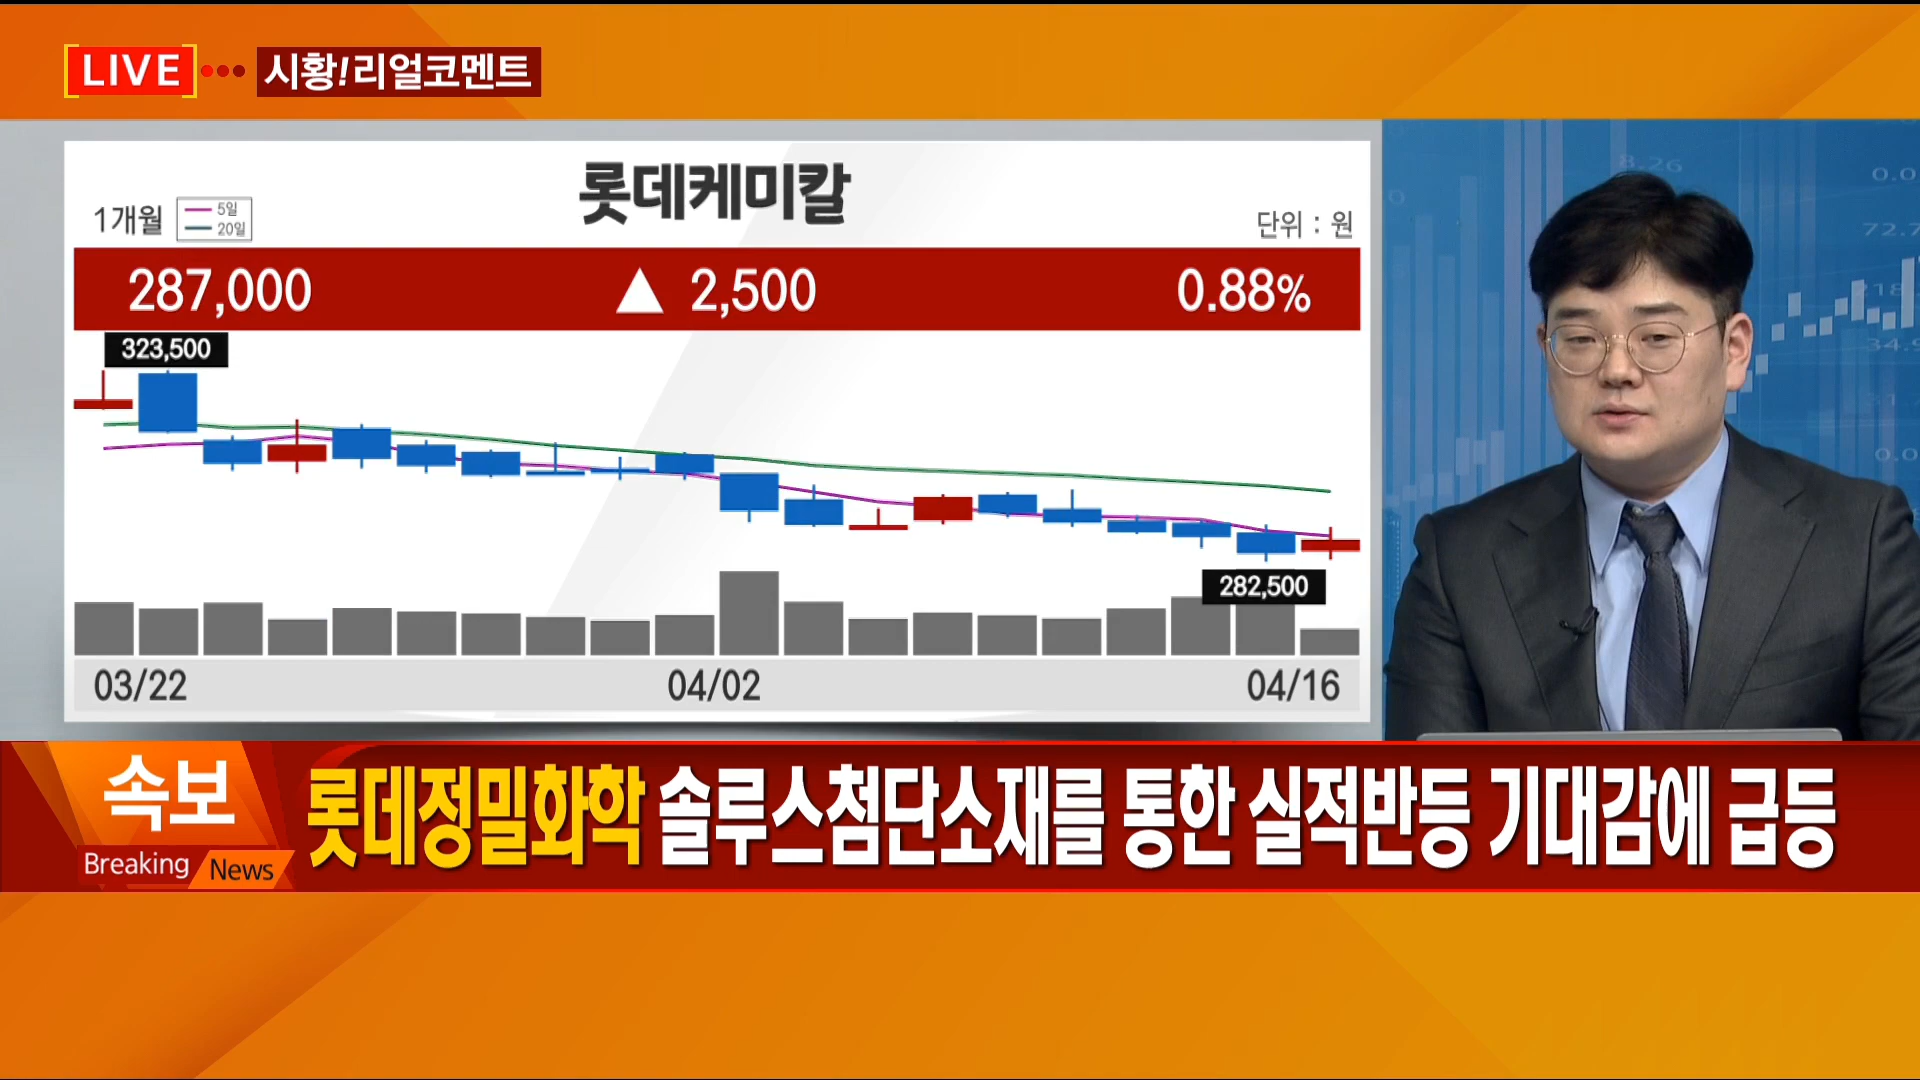 LIVE 시황!리얼코멘트
롯데케미칼
1개월
5일
20일
단위 : 원
287,000 ▲ 2,500 0.88%
323,500
282,500
03/22 04/02 04/16
속보
Breaking News
롯데정밀화학 솔루스첨단소재를 통한 실적반등 기대감에 급등
8.26